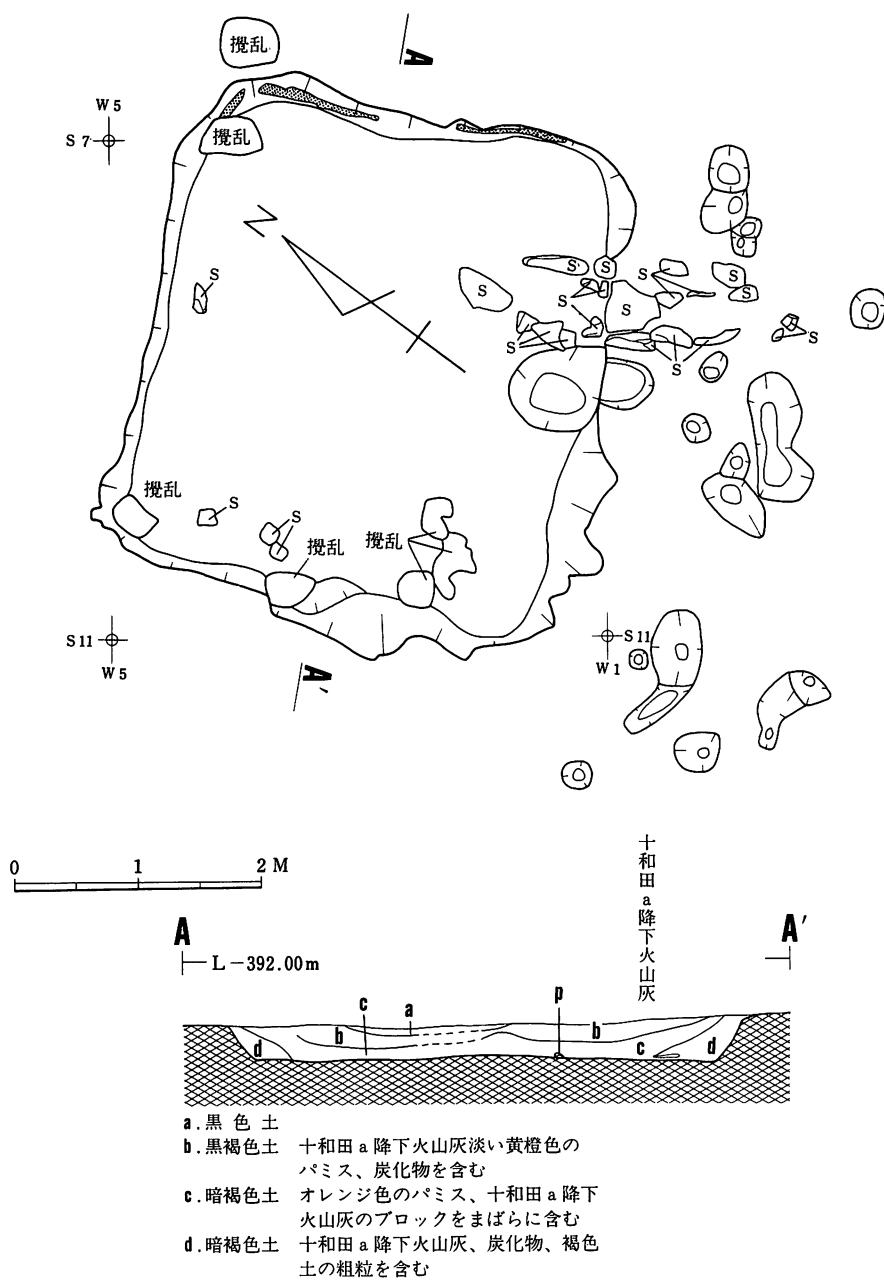 攪乱
A
W5
S7
攪乱
N
S
S
S
S
S
S
S
S
S
S
S
S
攪乱
S
S
攪乱
攪乱
S11
W5
A'
S11
W1
0 1 2M
十和田a降下火山灰
A
A'
L-392.00m
c
a
p
b
b
d
c
d
a.黒色土
b.黒褐色土 十和田a降下火山灰淡い黄橙色の
パミス、炭化物を含む
c.暗褐色土 オレンジ色のパミス、十和田a降下
火山灰のブロックをまばらに含む
d.暗褐色土 十和田a降下火山灰、炭化物、褐色
土の粗粒を含む